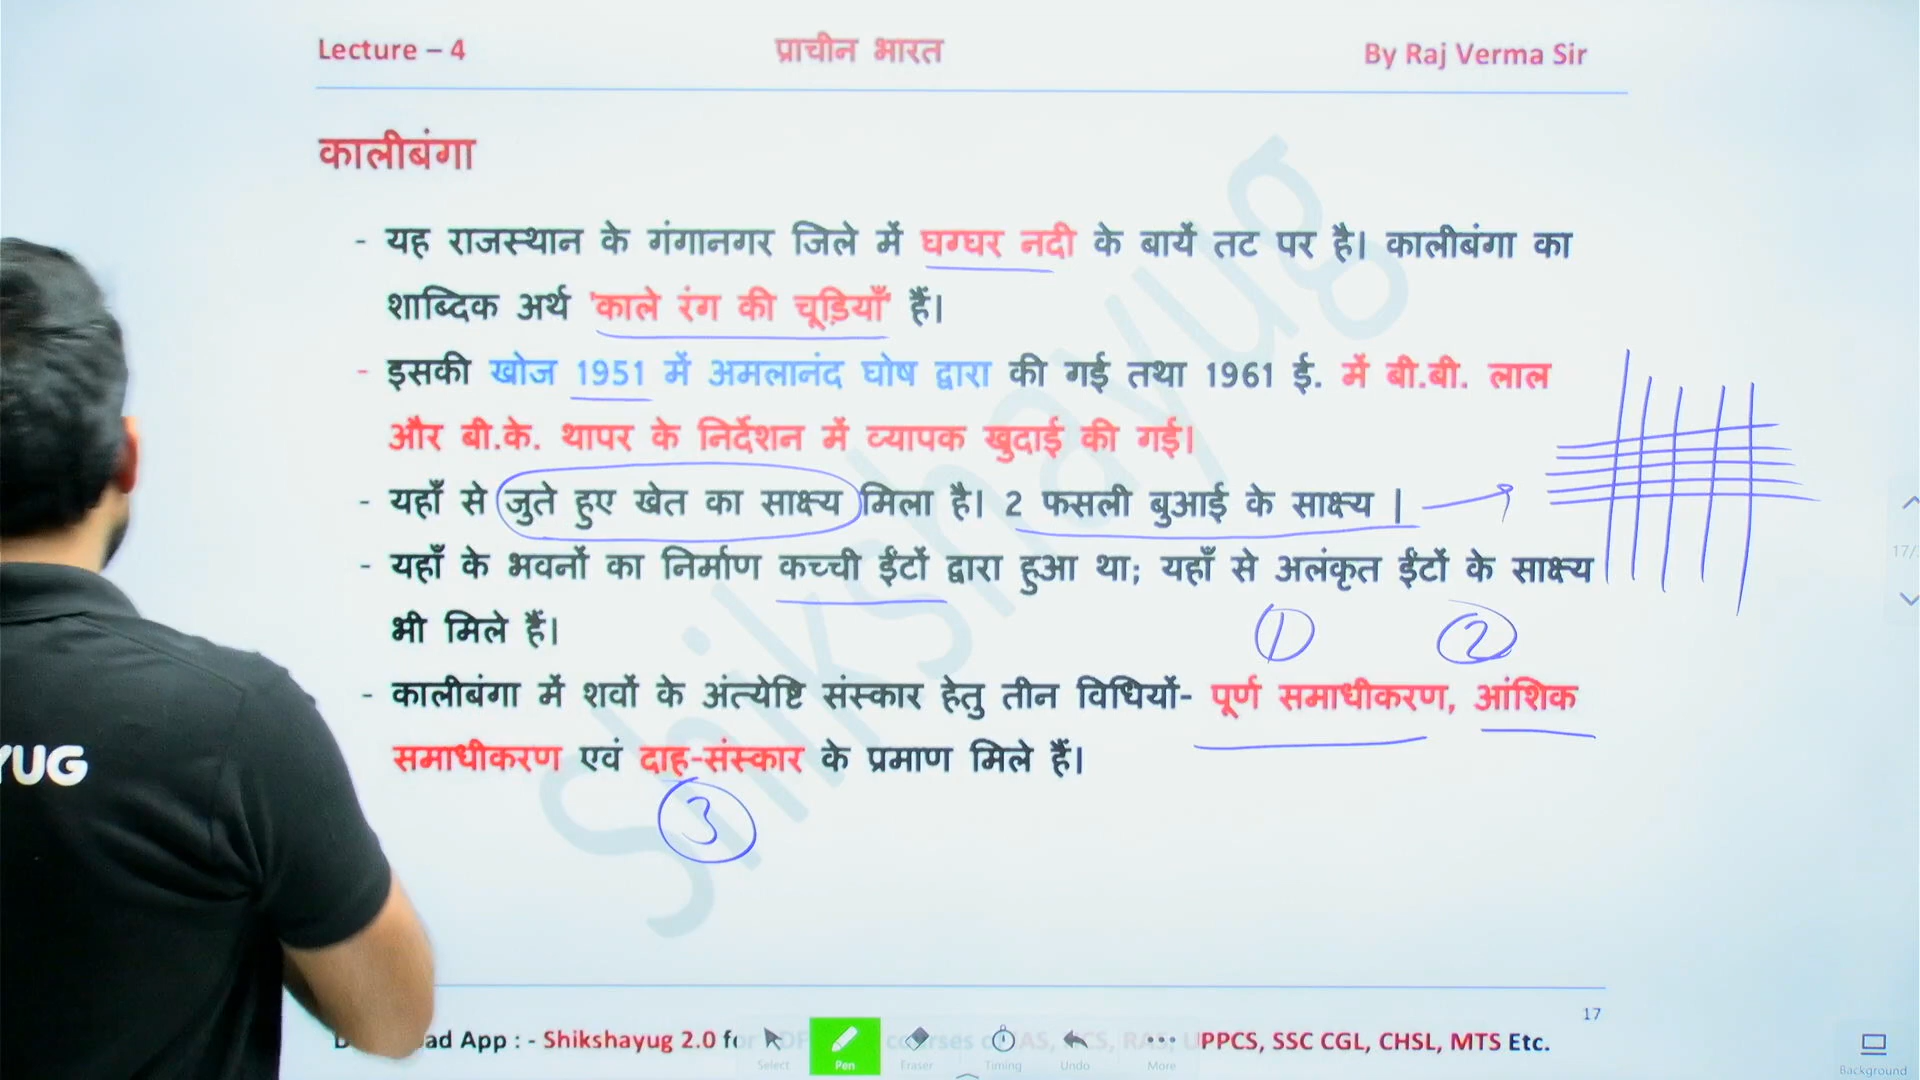 Lecture – 4 प्राचीन भारत By Raj Verma Sir
कालीबंगा
- यह राजस्थान के गंगानगर जिले में घग्घर नदी के बायें तट पर है। कालीबंगा का
शाब्दिक अर्थ 'काले रंग की चूड़ियाँ' हैं।
- इसकी खोज 1951 में अमलानंद घोष द्वारा की गई तथा 1961 ई. में बी.बी. लाल
और बी.के. थापर के निर्देशन में व्यापक खुदाई की गई।
- यहाँ से जुते हुए खेत का साक्ष्य मिला है। 2 फसली बुआई के साक्ष्य |
- यहाँ के भवनों का निर्माण कच्ची ईंटों द्वारा हुआ था; यहाँ से अलंकृत ईंटों के साक्ष्य
भी मिले हैं।
1 2
- कालीबंगा में शवों के अंत्येष्टि संस्कार हेतु तीन विधियों- पूर्ण समाधीकरण, आंशिक
समाधीकरण एवं दाह-संस्कार के प्रमाण मिले हैं।
3
Shikshayug
YUG
17/
17
ad App : - Shikshayug 2.0 PPCS, SSC CGL, CHSL, MTS Etc.
Select Pen Eraser Timing Undo More Background